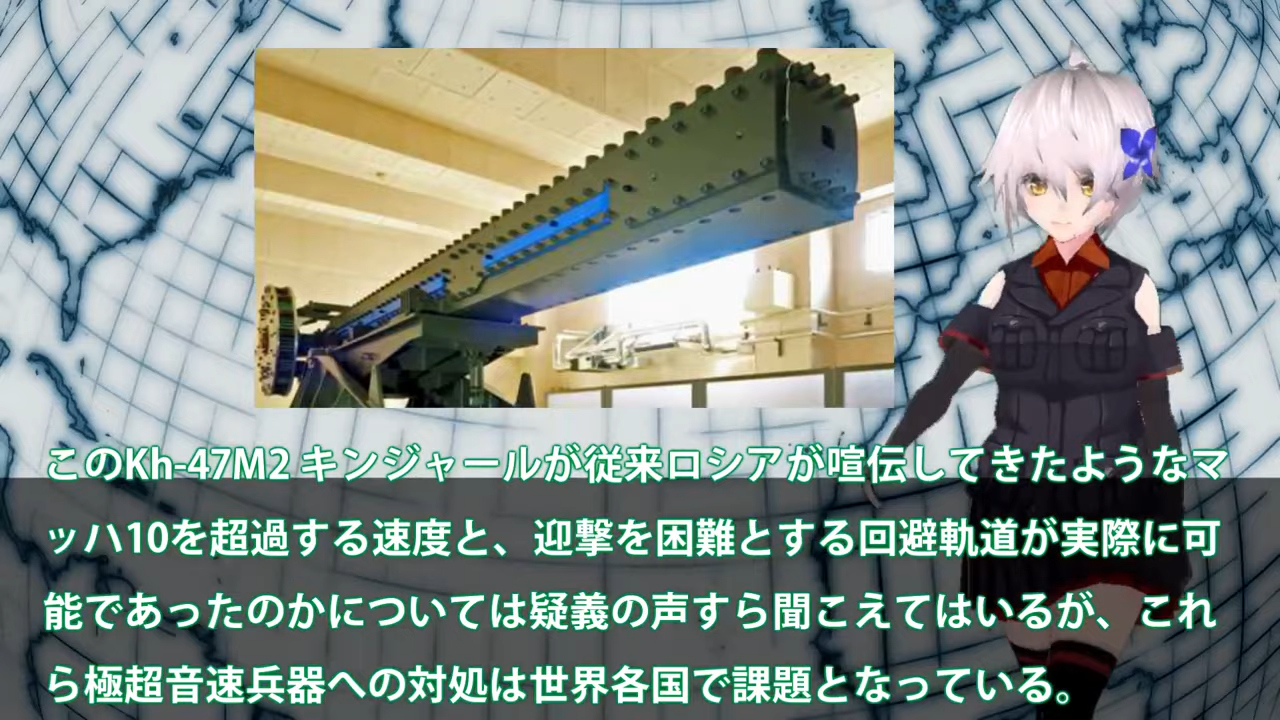 このKh-47M2 キンジャールが従来ロシアが喧伝してきたようなマ
ッハ10を超過する速度と、迎撃を困難とする回避軌道が実際に可
能であったのかについては疑義の声すら聞こえてはいるが、これ
ら極超音速兵器への対処は世界各国で課題となっている。